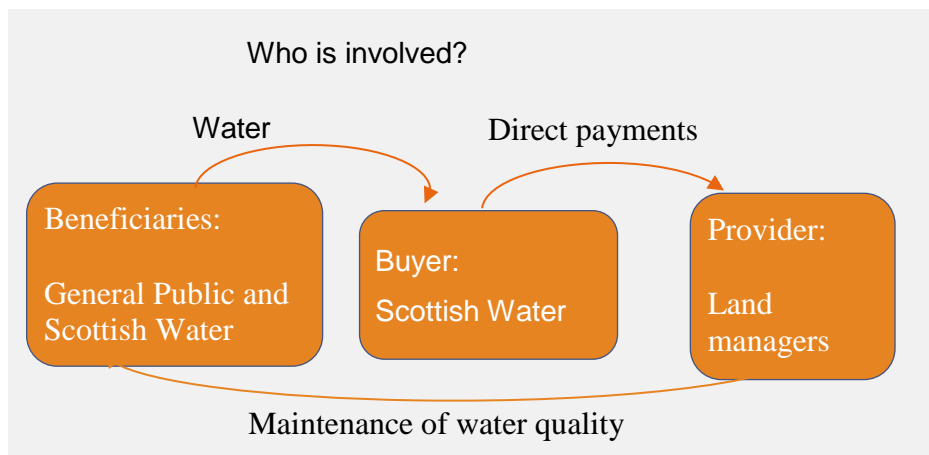 Who is involved?
Water
Direct payments
Beneficiaries:
General Public and
Scottish Water
Buyer:
Scottish Water
Provider:
Land
managers
Maintenance of water quality